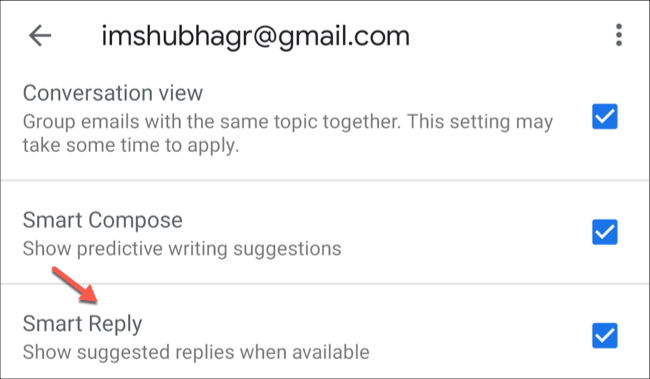 imshubhagr@gmail.com
Conversation view
Group emails with the same topic together. This setting may
take some time to apply.
Smart Compose
Show predictive writing suggestions
Smart Reply
Show suggested replies when available